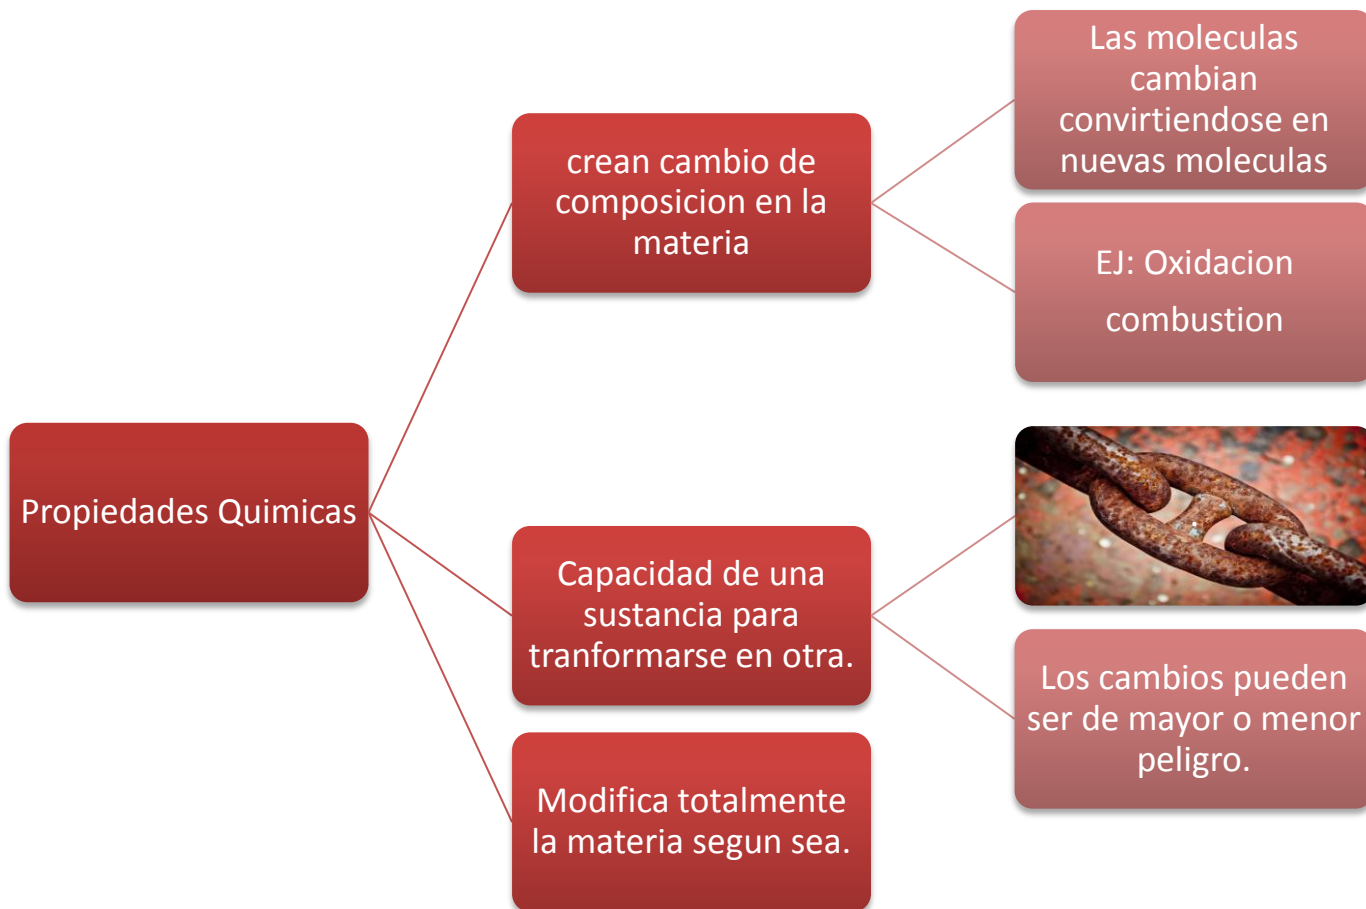 Propiedades Quimicas
crean cambio de
composicion en la
materia
Las moleculas
cambian
convirtiendose en
nuevas moleculas
EJ: Oxidacion
combustion
Capacidad de una
sustancia para
tranformarse en otra.
Los cambios pueden
ser de mayor o menor
peligro.
Modifica totalmente
la materia segun sea.